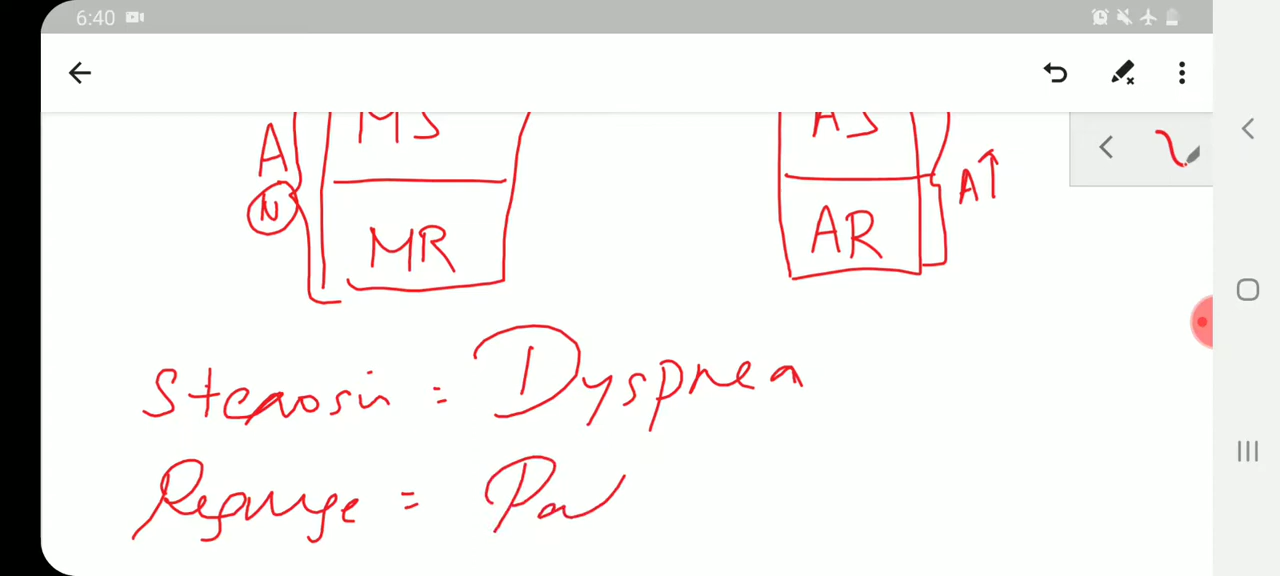 6:40
A MS AS A↑
N MR AR
Stenosis = Dyspnea
Regurge = Pa